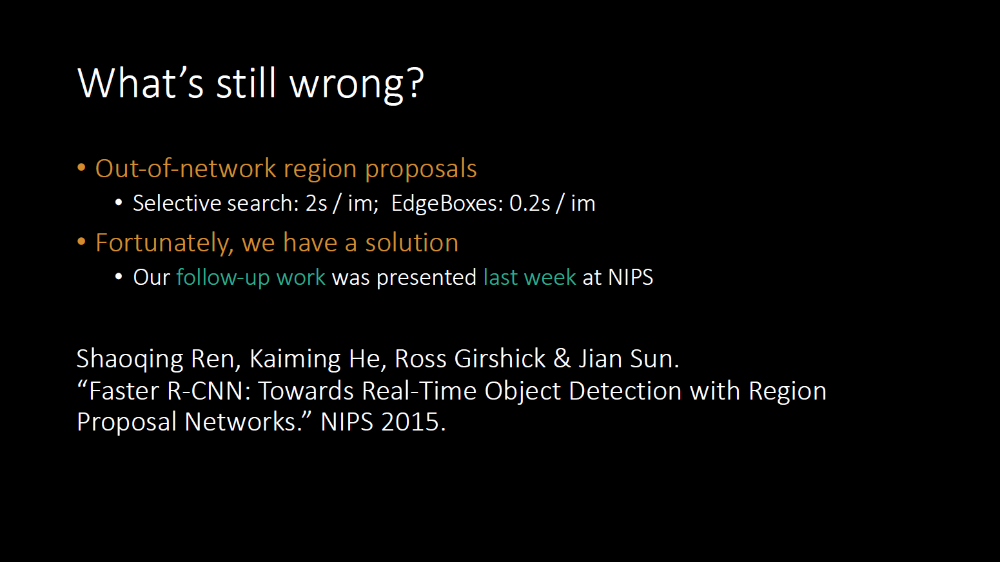 What’s still wrong?
• Out-of-network region proposals
• Selective search: 2s / im;  EdgeBoxes: 0.2s / im
• Fortunately, we have a solution
• Our follow-up work was presented last week at NIPS
Shaoqing Ren, Kaiming He, Ross Girshick & Jian Sun.
“Faster R-CNN: Towards Real-Time Object Detection with Region
Proposal Networks.” NIPS 2015.